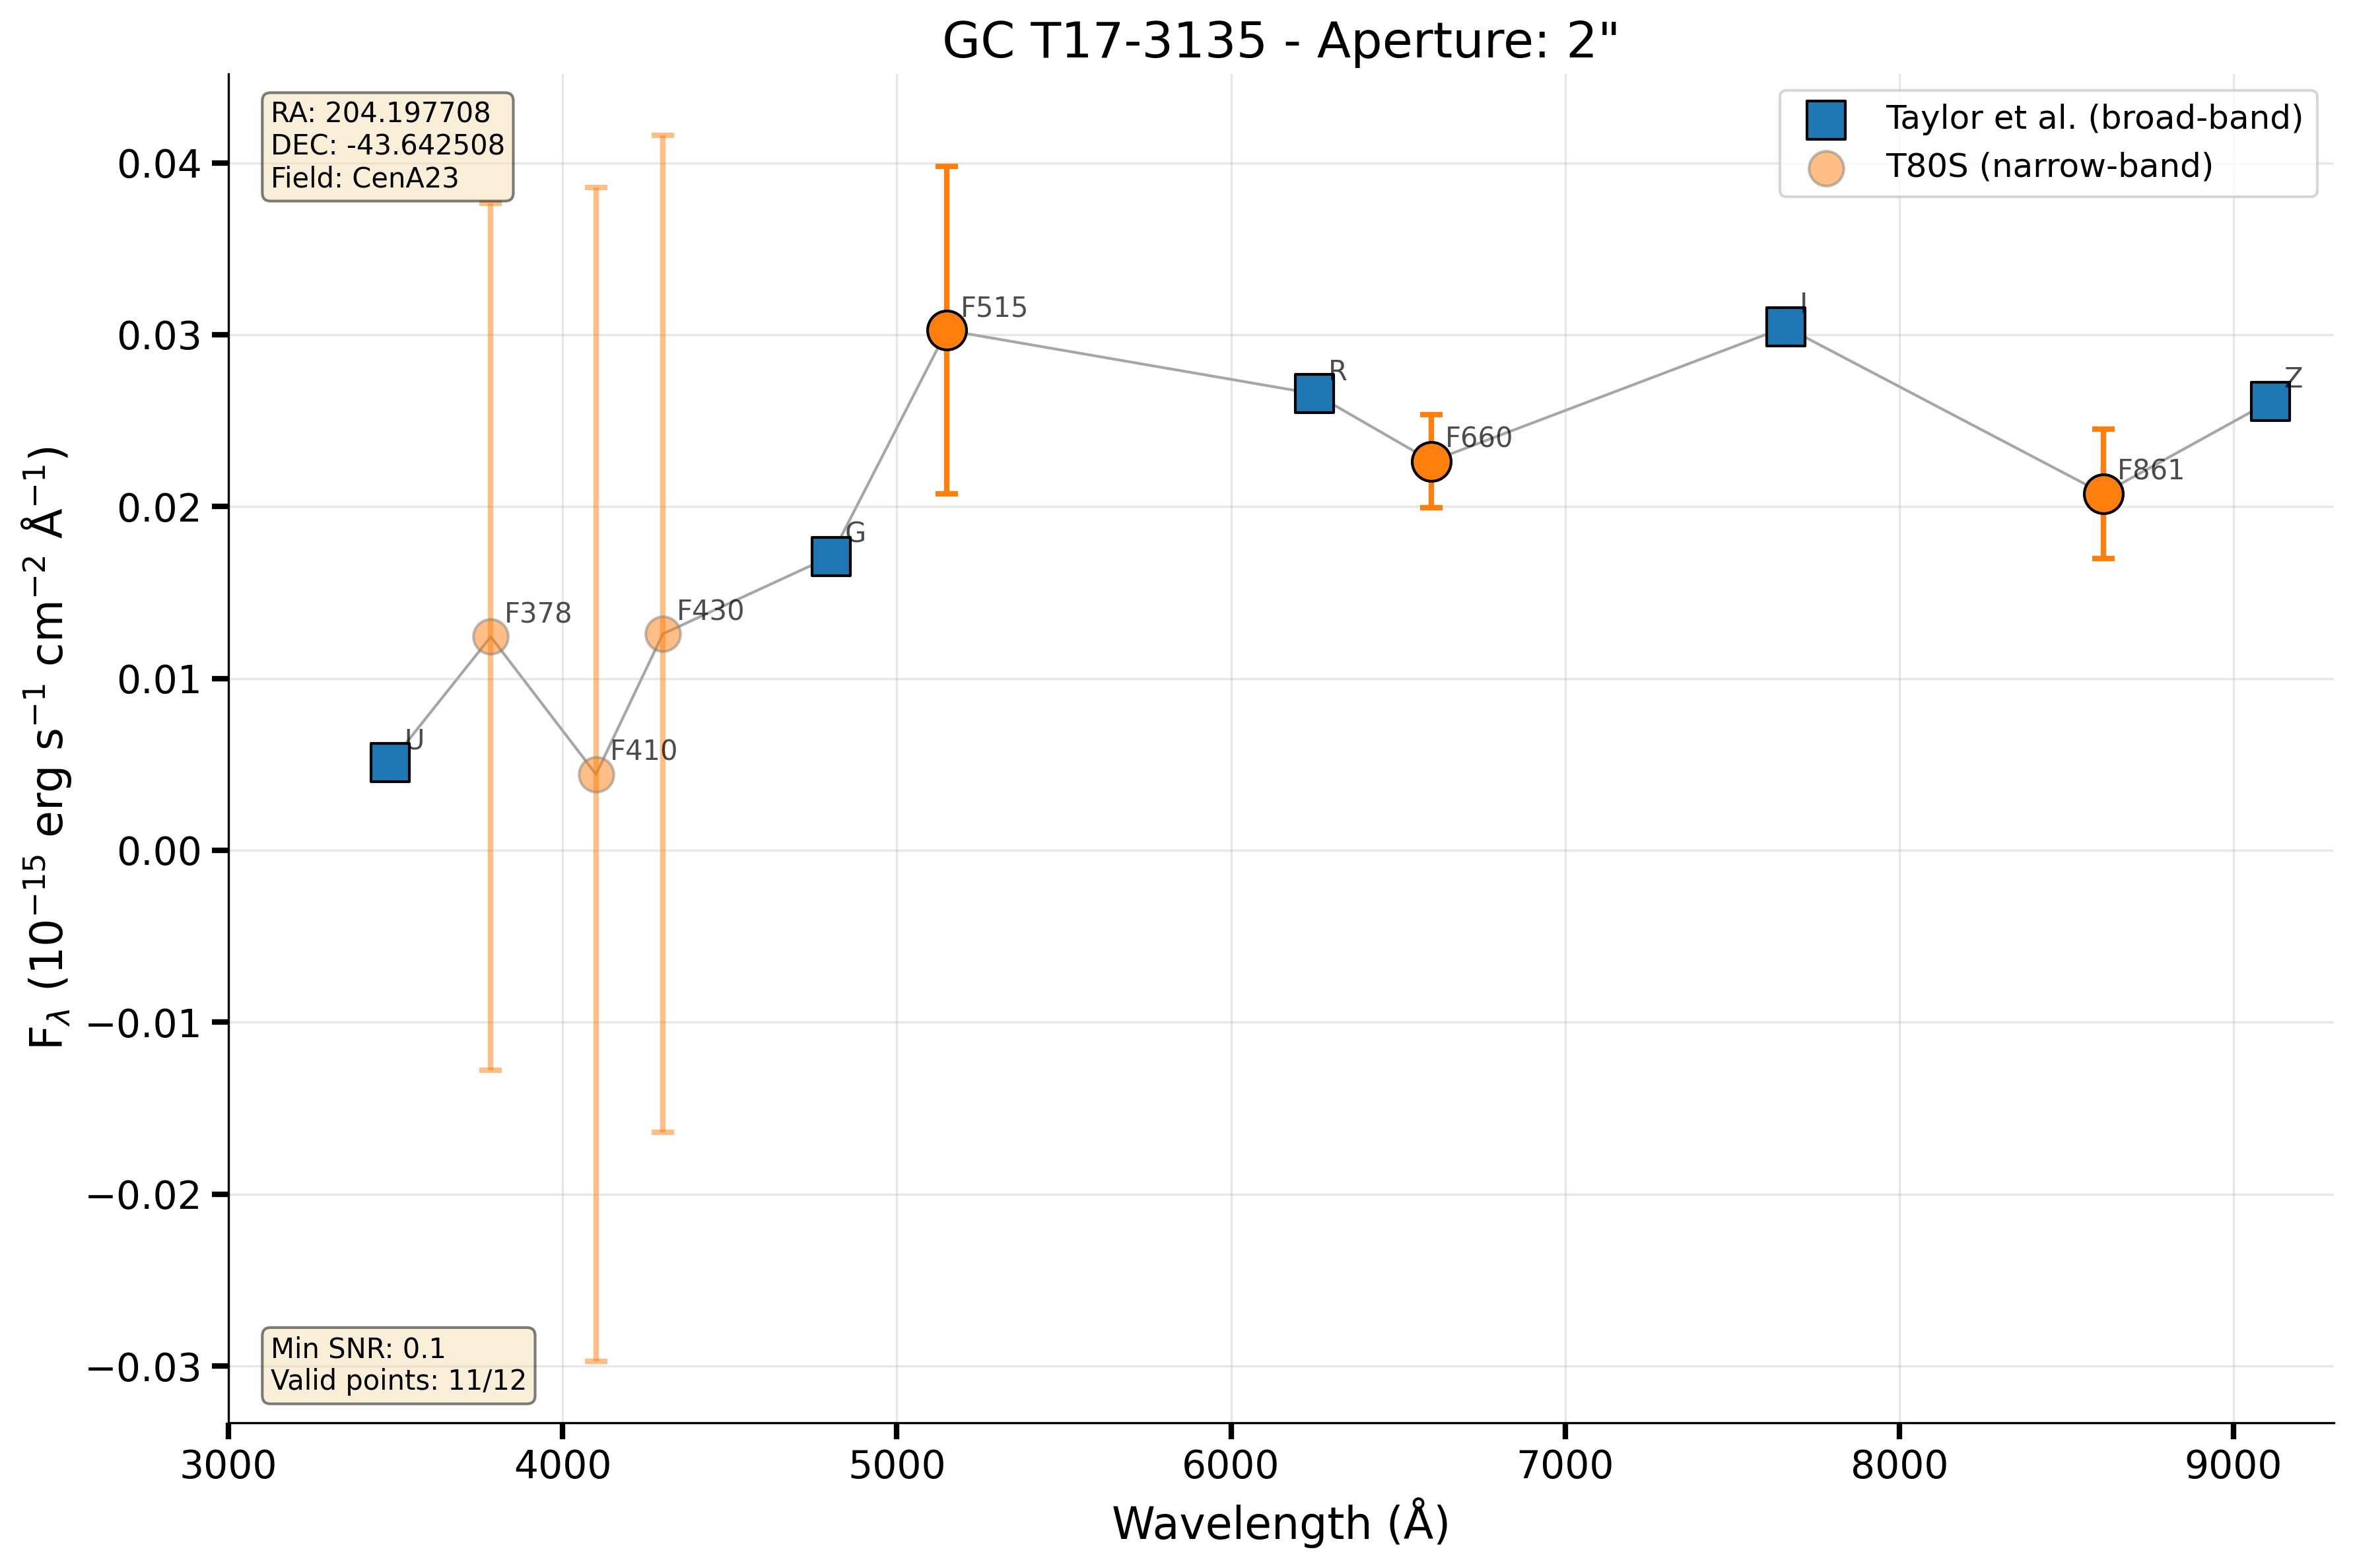 GC T17-3135 - Aperture: 2"
RA: 204.197708
DEC: -43.642508
Field: CenA23
Taylor et al. (broad-band)
T80S (narrow-band)
0.04
0.03
0.02
0.01
0.00
−0.01
−0.02
−0.03
F_λ (10⁻¹⁵ erg s⁻¹ cm⁻² Å⁻¹)
U
F378
F410
F430
G
F515
R
F660
I
F861
Z
Min SNR: 0.1
Valid points: 11/12
3000 4000 5000 6000 7000 8000 9000
Wavelength (Å)